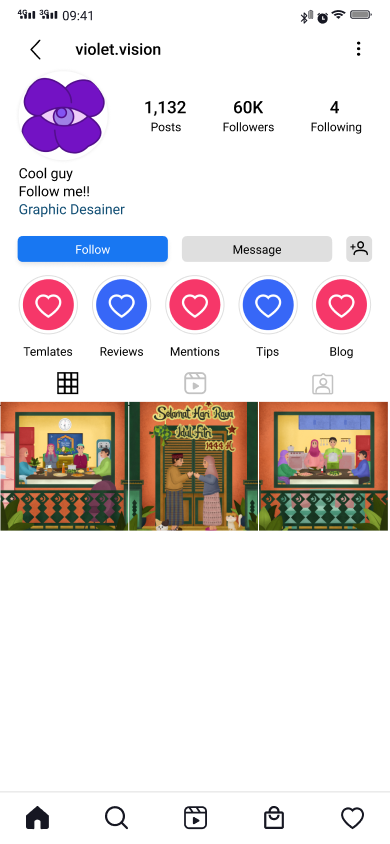 4G 3G 09:41
violet.vision
1,132 60K 4
Posts Followers Following
Cool guy
Follow me!!
Graphic Desainer
Follow Message
Temlates Reviews Mentions Tips Blog
Selamat Hari Raya
Idul Fitri
1444 H